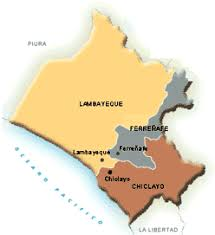 PIURA
LAMBAYEQUE
FERREÑAFE
Lambayeque
Ferreñafe
Chiclayo
CHICLAYO
OCEANO PACIFICO
LA LIBERTAD